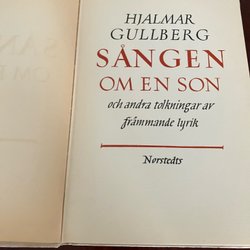 HJALMAR
GULLBERG
SÅNGEN
OM EN SON
och andra tolkningar av
främmande lyrik
Norstedts